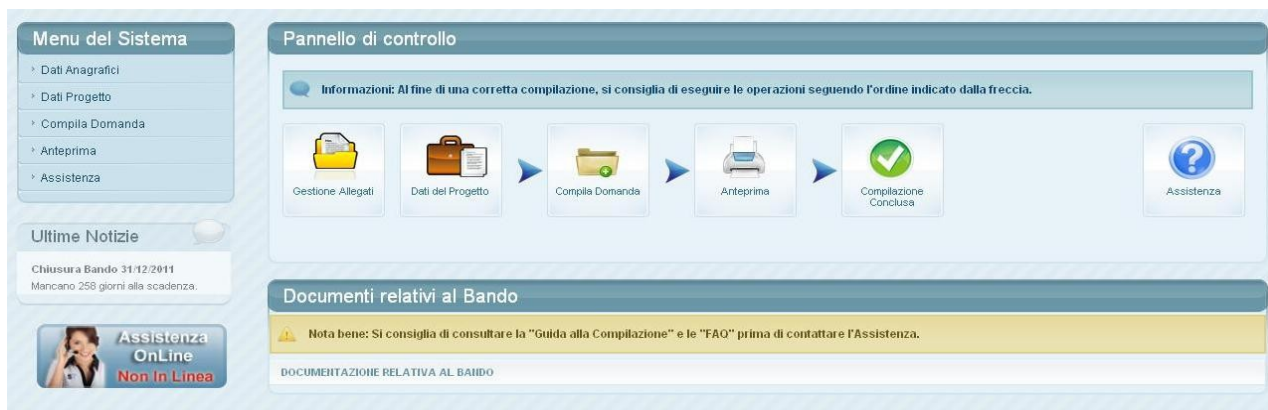 Menu del Sistema
Dati Anagrafici
Dati Progetto
Compila Domanda
Anteprima
Assistenza
Ultime Notizie
Chiusura Bando 31/12/2011
Mancano 258 giorni alla scadenza.
Assistenza
OnLine
Non In Linea
Pannello di controllo
Informazioni: Al fine di una corretta compilazione, si consiglia di eseguire le operazioni seguendo l'ordine indicato dalla freccia.
Gestione Allegati
Dati del Progetto
Compila Domanda
Anteprima
Compilazione
Conclusa
Assistenza
Documenti relativi al Bando
Nota bene: Si consiglia di consultare la "Guida alla Compilazione" e le "FAQ" prima di contattare l'Assistenza.
DOCUMENTAZIONE RELATIVA AL BANDO